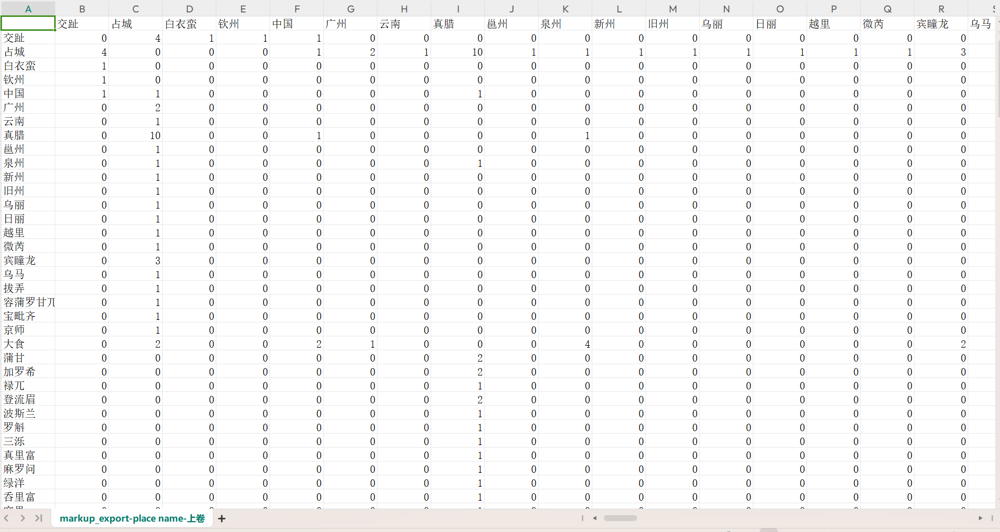 A B C D E F G H I J K L M N O P Q R
交趾 占城 白衣蛮 钦州 中国 广州 云南 真腊 邕州 泉州 新州 旧州 乌丽 日丽 越里 微芮 宾瞳龙 乌马
交趾 0 4 1 1 1 0 0 0 0 0 0 0 0 0 0 0 0
占城 4 0 0 0 1 2 1 10 1 1 1 1 1 1 1 1 3
白衣蛮 1 0 0 0 0 0 0 0 0 0 0 0 0 0 0 0 0
钦州 1 0 0 0 0 0 0 0 0 0 0 0 0 0 0 0 0
中国 1 1 0 0 0 0 0 1 0 0 0 0 0 0 0 0 0
广州 0 2 0 0 0 0 0 0 0 0 0 0 0 0 0 0 0
云南 0 1 0 0 0 0 0 0 0 0 0 0 0 0 0 0 0
真腊 0 10 0 0 1 0 0 0 0 1 0 0 0 0 0 0 0
邕州 0 1 0 0 0 0 0 0 0 0 0 0 0 0 0 0 0
泉州 0 1 0 0 0 0 0 1 0 0 0 0 0 0 0 0 0
新州 0 1 0 0 0 0 0 0 0 0 0 0 0 0 0 0 0
旧州 0 1 0 0 0 0 0 0 0 0 0 0 0 0 0 0 0
乌丽 0 1 0 0 0 0 0 0 0 0 0 0 0 0 0 0 0
日丽 0 1 0 0 0 0 0 0 0 0 0 0 0 0 0 0 0
越里 0 1 0 0 0 0 0 0 0 0 0 0 0 0 0 0 0
微芮 0 1 0 0 0 0 0 0 0 0 0 0 0 0 0 0 0
宾瞳龙 0 3 0 0 0 0 0 0 0 0 0 0 0 0 0 0 0
乌马 0 1 0 0 0 0 0 0 0 0 0 0 0 0 0 0 0
拔弄 0 1 0 0 0 0 0 0 0 0 0 0 0 0 0 0 0
容蒲罗甘兀 0 1 0 0 0 0 0 0 0 0 0 0 0 0 0 0 0
宝毗齐 0 1 0 0 0 0 0 0 0 0 0 0 0 0 0 0 0
京师 0 1 0 0 0 0 0 0 0 0 0 0 0 0 0 0 0
大食 0 2 0 0 2 1 0 0 0 4 0 0 0 0 0 0 2
蒲甘 0 0 0 0 0 0 0 2 0 0 0 0 0 0 0 0 0
加罗希 0 0 0 0 0 0 0 2 0 0 0 0 0 0 0 0 0
禄兀 0 0 0 0 0 0 0 1 0 0 0 0 0 0 0 0 0
登流眉 0 0 0 0 0 0 0 2 0 0 0 0 0 0 0 0 0
波斯兰 0 0 0 0 0 0 0 1 0 0 0 0 0 0 0 0 0
罗斛 0 0 0 0 0 0 0 1 0 0 0 0 0 0 0 0 0
三泺 0 0 0 0 0 0 0 1 0 0 0 0 0 0 0 0 0
真里富 0 0 0 0 0 0 0 1 0 0 0 0 0 0 0 0 0
麻罗问 0 0 0 0 0 0 0 1 0 0 0 0 0 0 0 0 0
绿洋 0 0 0 0 0 0 0 1 0 0 0 0 0 0 0 0 0
吞里富 0 0 0 0 0 0 0 1 0 0 0 0 0 0 0 0 0
markup_export-place name-上卷